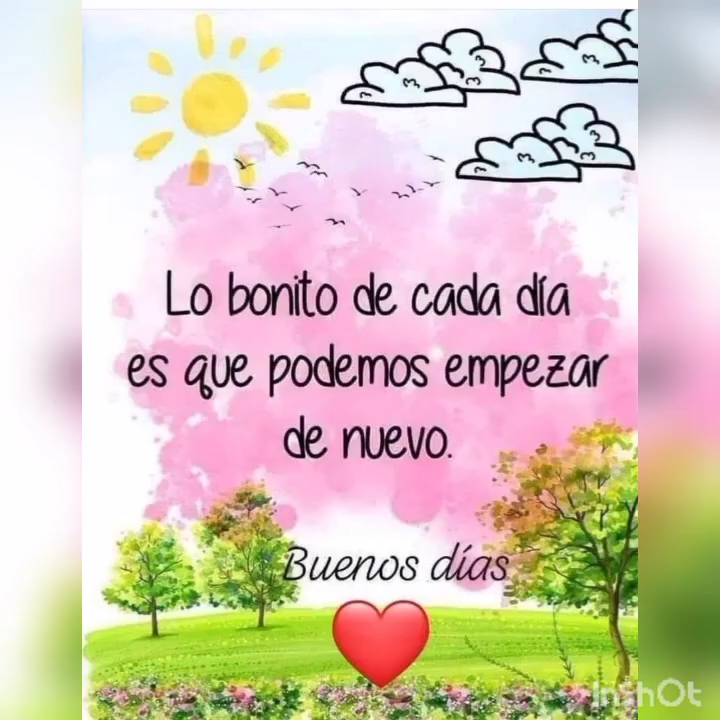 Lo bonito de cada día
es que podemos empezar
de nuevo.
Buenos días
InShOt